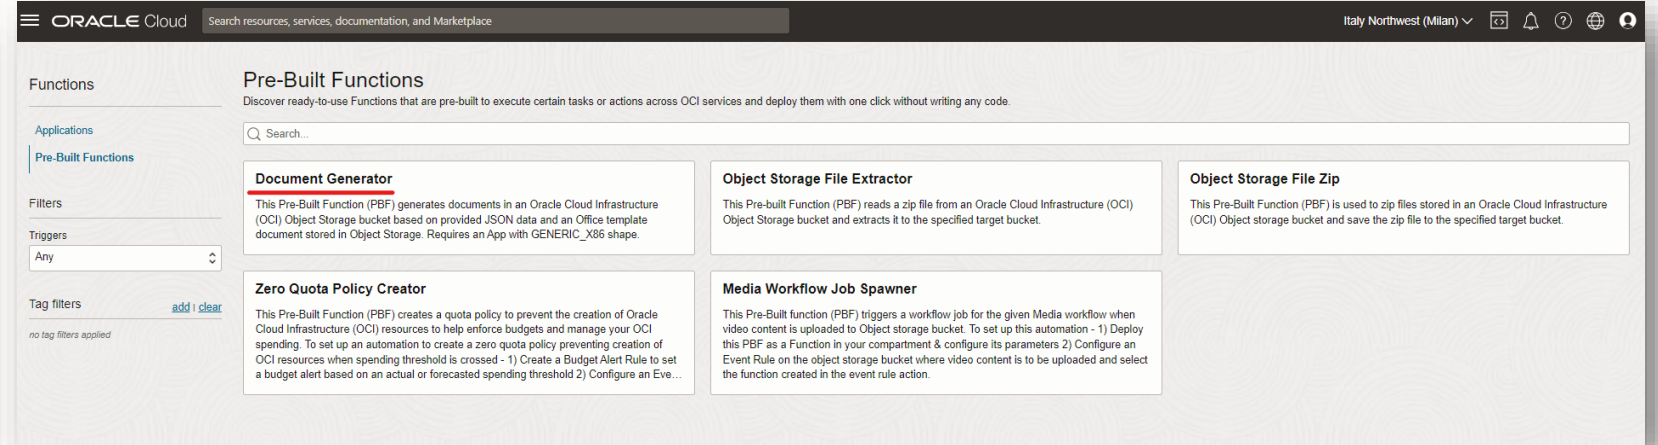 ORACLE Cloud
Search resources, services, documentation, and Marketplace
Italy Northwest (Milan)
Functions
Applications
Pre-Built Functions
Filters
Triggers
Any
Tag filters
add | clear
no tag filters applied
Pre-Built Functions
Discover ready-to-use Functions that are pre-built to execute certain tasks or actions across OCI services and deploy them with one click without writing any code.
Search...
Document Generator
This Pre-Built Function (PBF) generates documents in an Oracle Cloud Infrastructure
(OCI) Object Storage bucket based on provided JSON data and an Office template
document stored in Object Storage. Requires an App with GENERIC_X86 shape.
Object Storage File Extractor
This Pre-built Function (PBF) reads a zip file from an Oracle Cloud Infrastructure (OCI)
Object Storage bucket and extracts it to the specified target bucket.
Object Storage File Zip
This Pre-Built Function (PBF) is used to zip files stored in an Oracle Cloud Infrastructure
(OCI) Object storage bucket and save the zip file to the specified target bucket.
Zero Quota Policy Creator
This Pre-Built Function (PBF) creates a quota policy to prevent the creation of Oracle
Cloud Infrastructure (OCI) resources to help enforce budgets and manage your OCI
spending. To set up an automation to create a zero quota policy preventing creation of
OCI resources when spending threshold is crossed - 1) Create a Budget Alert Rule to set
a budget alert based on an actual or forecasted spending threshold 2) Configure an Eve...
Media Workflow Job Spawner
This Pre-Built function (PBF) triggers a workflow job for the given Media workflow when
video content is uploaded to Object storage bucket. To set up this automation - 1) Deploy
this PBF as a Function in your compartment & configure its parameters 2) Configure an
Event Rule on the object storage bucket where video content is to be uploaded and select
the function created in the event rule action.